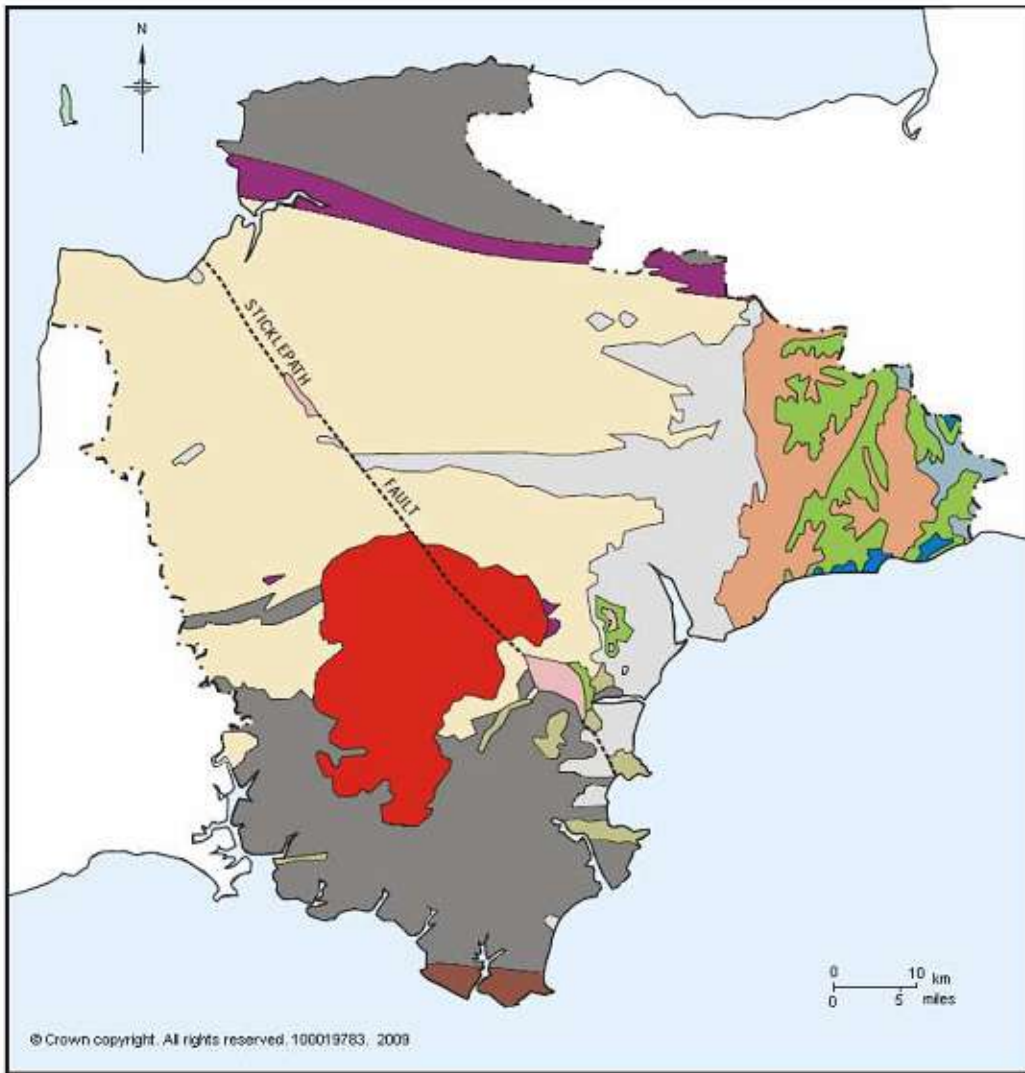 N
STICKLEPATH
FAULT
0 10 km
0 5 miles
© Crown copyright. All rights reserved. 100019783, 2009